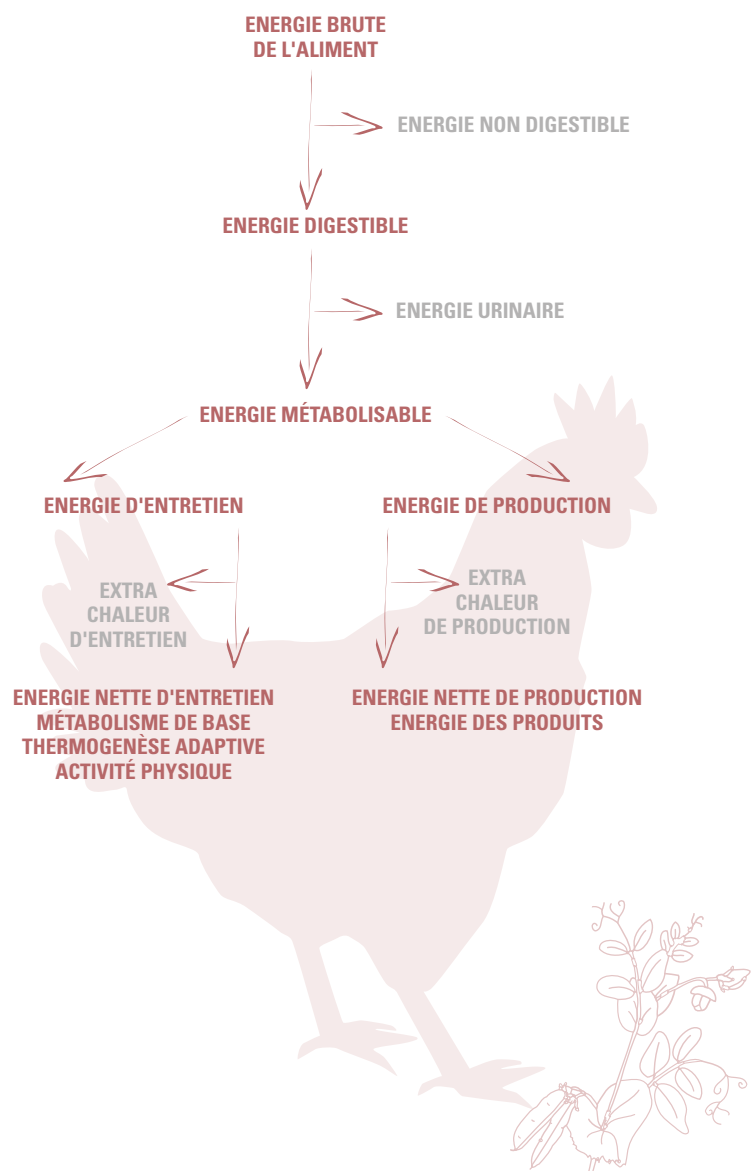 ENERGIE BRUTE
DE L'ALIMENT
ENERGIE NON DIGESTIBLE
ENERGIE DIGESTIBLE
ENERGIE URINAIRE
ENERGIE MÉTABOLISABLE
ENERGIE D'ENTRETIEN
ENERGIE DE PRODUCTION
EXTRA
CHALEUR
D'ENTRETIEN
EXTRA
CHALEUR
DE PRODUCTION
ENERGIE NETTE D'ENTRETIEN
MÉTABOLISME DE BASE
THERMOGENÈSE ADAPTIVE
ACTIVITÉ PHYSIQUE
ENERGIE NETTE DE PRODUCTION
ENERGIE DES PRODUITS